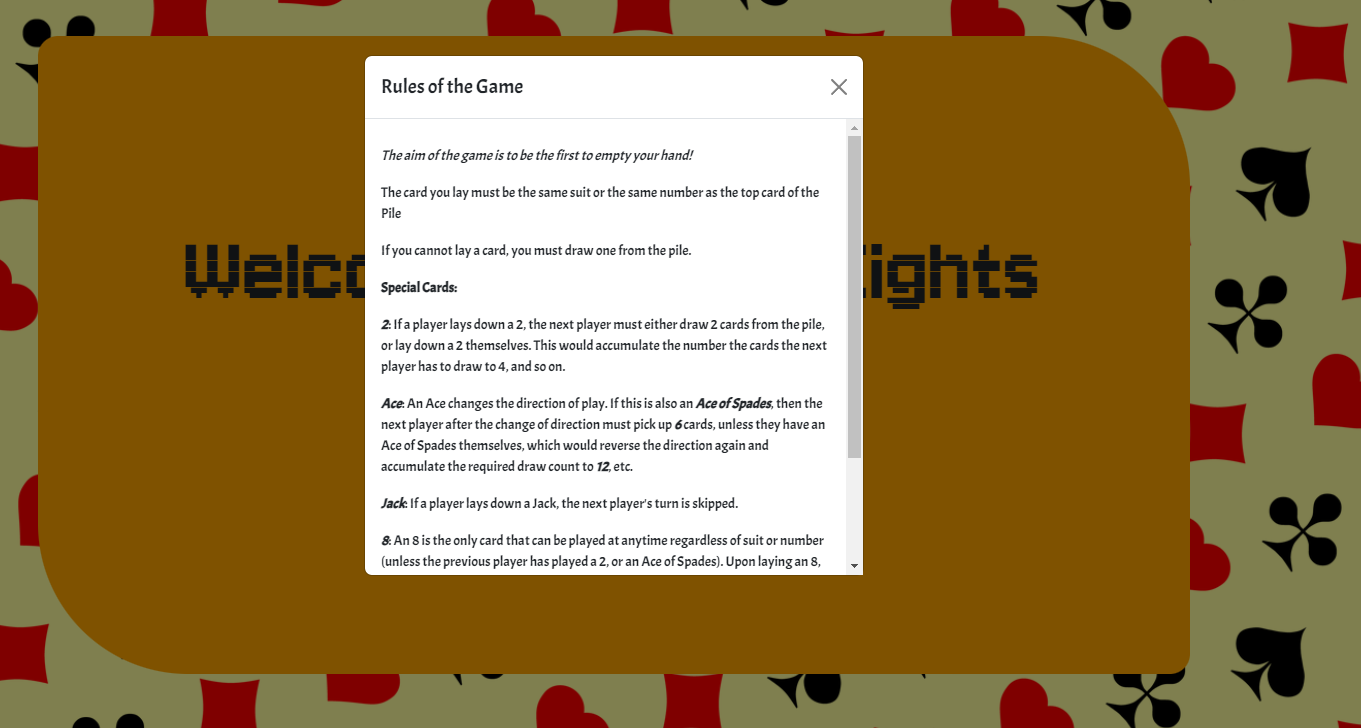 Rules of the Game
The aim of the game is to be the first to empty your hand!
The card you lay must be the same suit or the same number as the top card of the
Pile
If you cannot lay a card, you must draw one from the pile.
Special Cards:
2: If a player lays down a 2, the next player must either draw 2 cards from the pile,
or lay down a 2 themselves. This would accumulate the number the cards the next
player has to draw to 4, and so on.
Ace: An Ace changes the direction of play. If this is also an Ace of Spades, then the
next player after the change of direction must pick up 6 cards, unless they have an
Ace of Spades themselves, which would reverse the direction again and
accumulate the required draw count to 12, etc.
Jack: If a player lays down a Jack, the next player's turn is skipped.
8: An 8 is the only card that can be played at anytime regardless of suit or number
(unless the previous player has played a 2, or an Ace of Spades). Upon laying an 8,